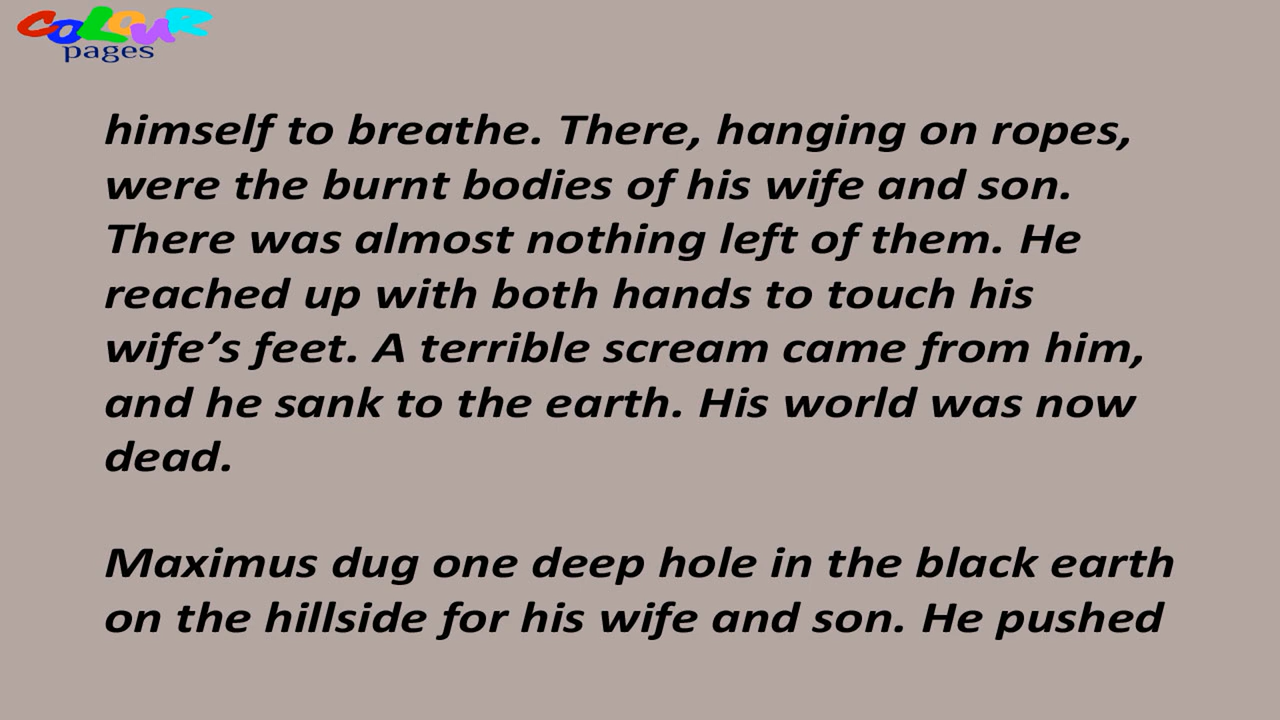 COLOUR
pages
himself to breathe. There, hanging on ropes,
were the burnt bodies of his wife and son.
There was almost nothing left of them. He
reached up with both hands to touch his
wife’s feet. A terrible scream came from him,
and he sank to the earth. His world was now
dead.
Maximus dug one deep hole in the black earth
on the hillside for his wife and son. He pushed